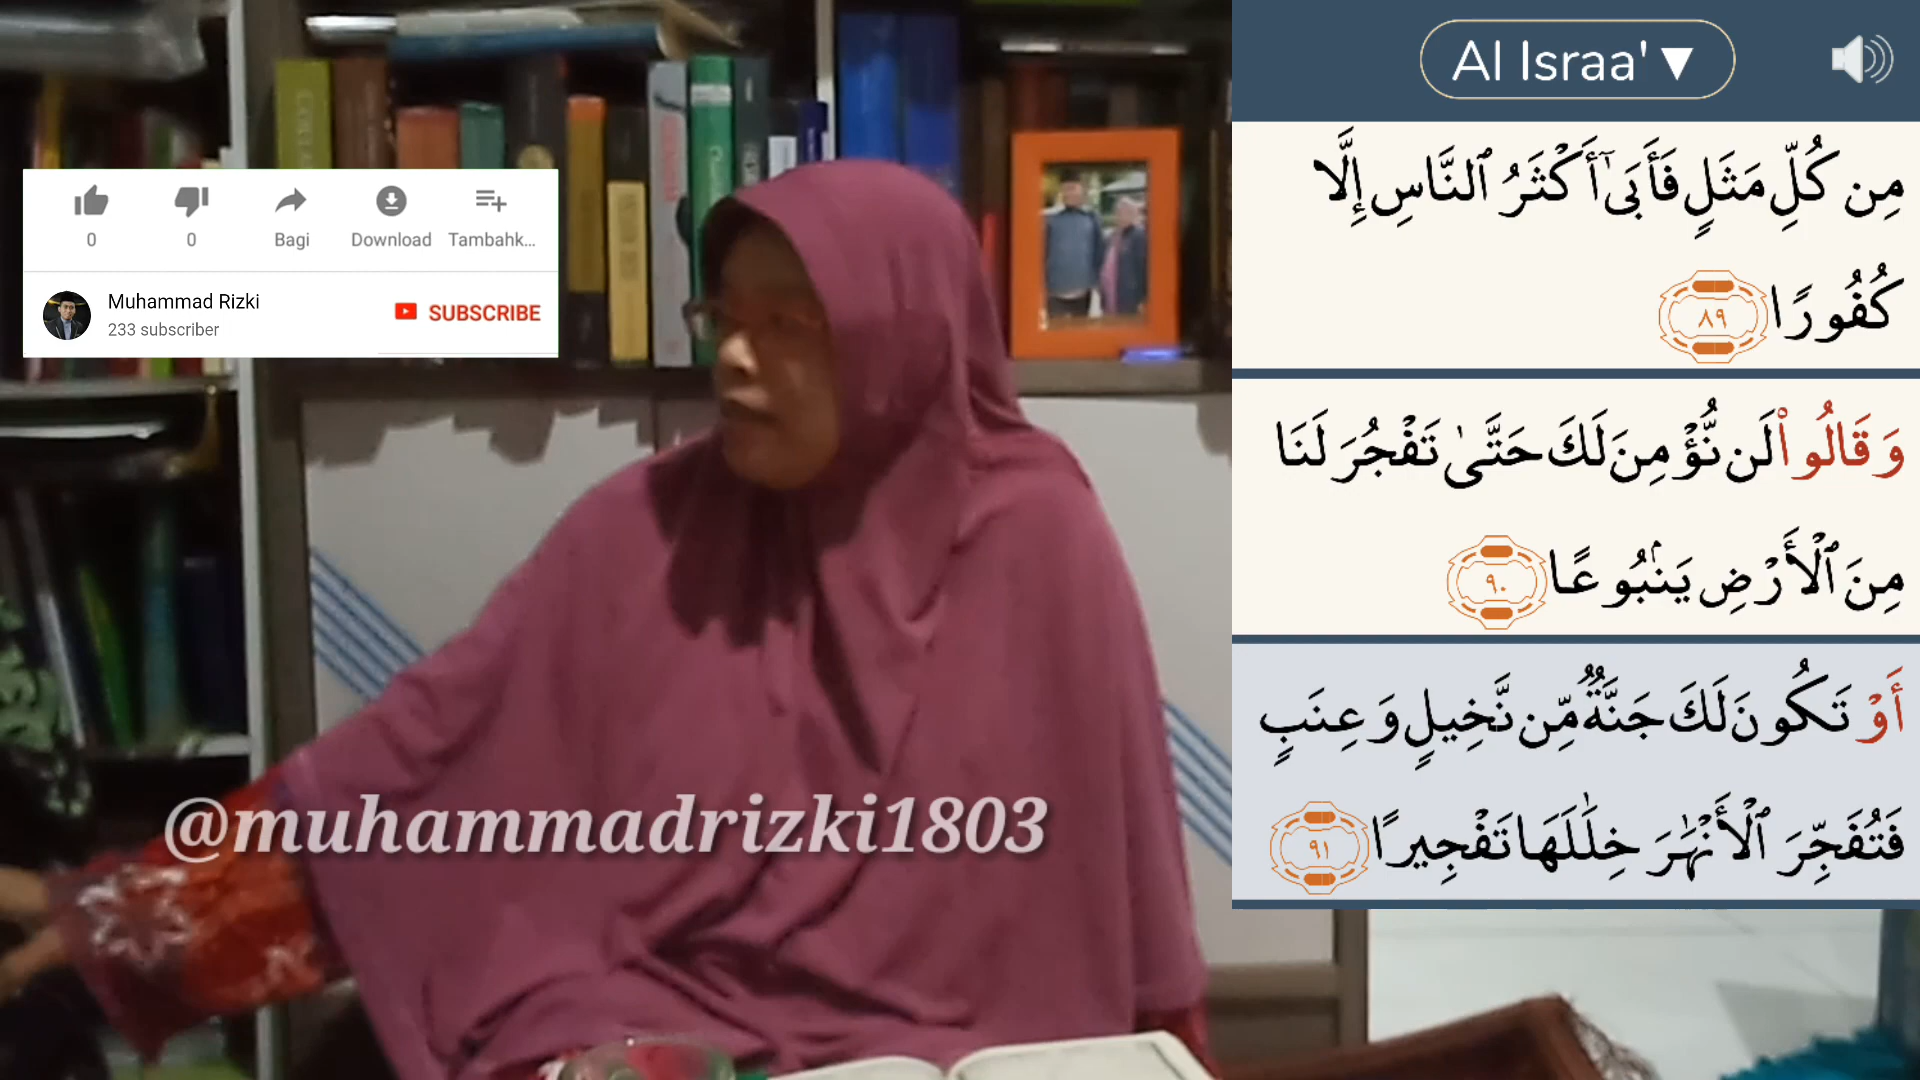 0
0
Bagi
Download
Tambahk...
Muhammad Rizki
233 subscriber
SUBSCRIBE
@muhammadrizki1803
Al Israa' ▼
مِن كُلِّ مَثَلٍ فَأَبَىٰٓ أَكْثَرُ ٱلنَّاسِ إِلَّا
كُفُورًا ٨٩
وَقَالُوا۟ لَن نُّؤْمِنَ لَكَ حَتَّىٰ تَفْجُرَ لَنَا
مِنَ ٱلْأَرْضِ يَنۢبُوعًا ٩٠
أَوْ تَكُونَ لَكَ جَنَّةٌ مِّن نَّخِيلٍ وَعِنَبٍ
فَتُفَجِّرَ ٱلْأَنْهَٰرَ خِلَٰلَهَا تَفْجِيرًا ٩١